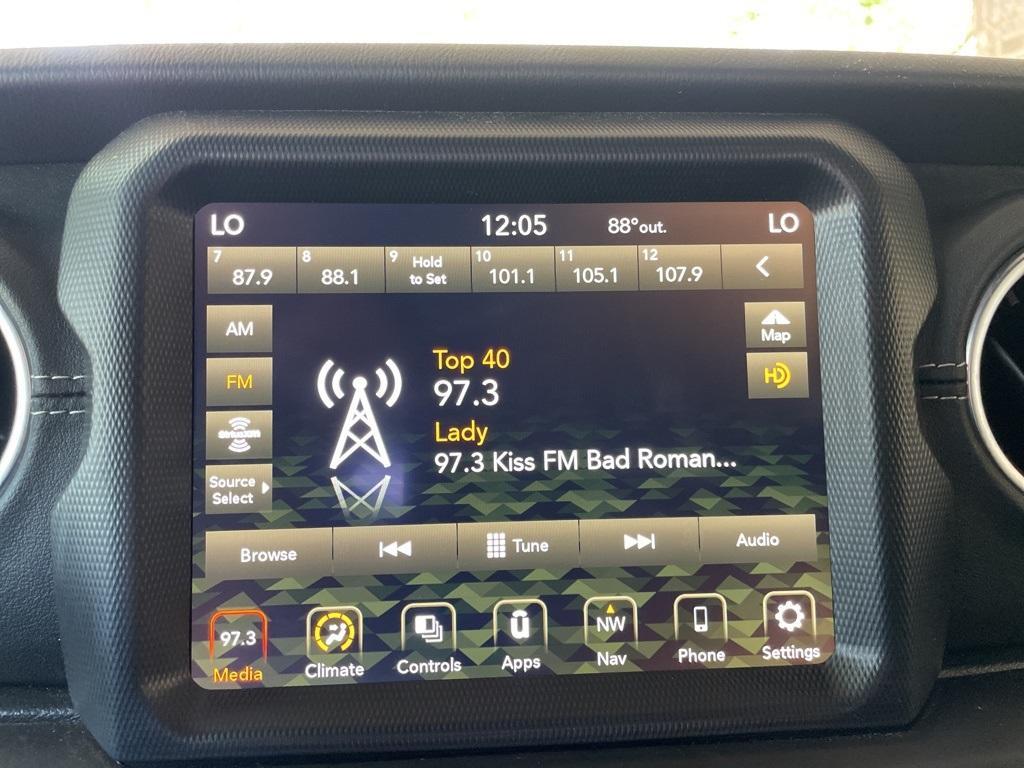 LO 12:05 88°out. LO
7 87.9 8 88.1 9 Hold to Set 10 101.1 11 105.1 12 107.9
AM
Map
FM
HD
Top 40
97.3
SiriusXM
Lady
97.3 Kiss FM Bad Roman...
Source
Select
Browse Tune Audio
97.3 NW
Media Climate Controls Apps Nav Phone Settings